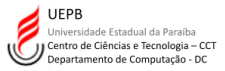 UEPB
Universidade Estadual da Paraíba
Centro de Ciências e Tecnologia – CCT
Departamento de Computação - DC